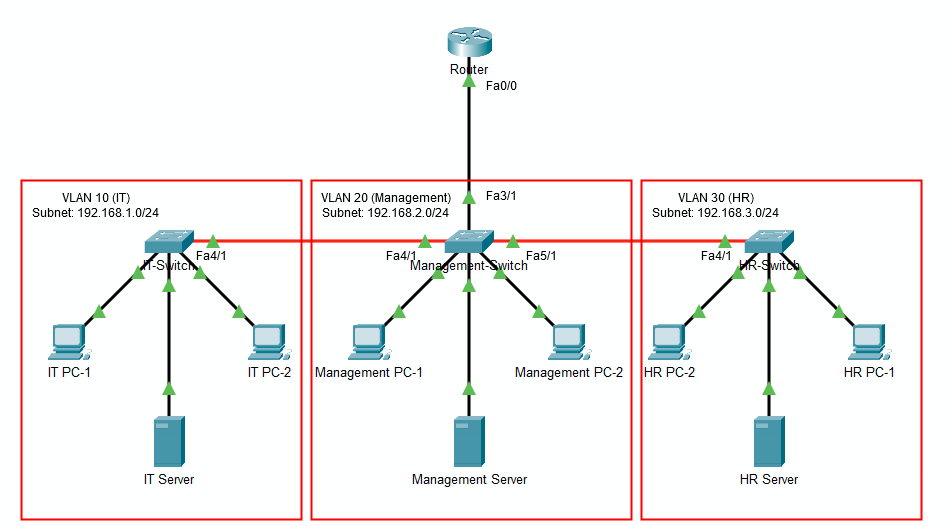 Router
Fa0/0
VLAN 10 (IT)
Subnet: 192.168.1.0/24
VLAN 20 (Management)
Subnet: 192.168.2.0/24
Fa3/1
VLAN 30 (HR)
Subnet: 192.168.3.0/24
Fa4/1
IT-Switch
Fa4/1
Fa5/1
Management-Switch
Fa4/1
HR-Switch
IT PC-1
IT PC-2
Management PC-1
Management PC-2
HR PC-2
HR PC-1
IT Server
Management Server
HR Server